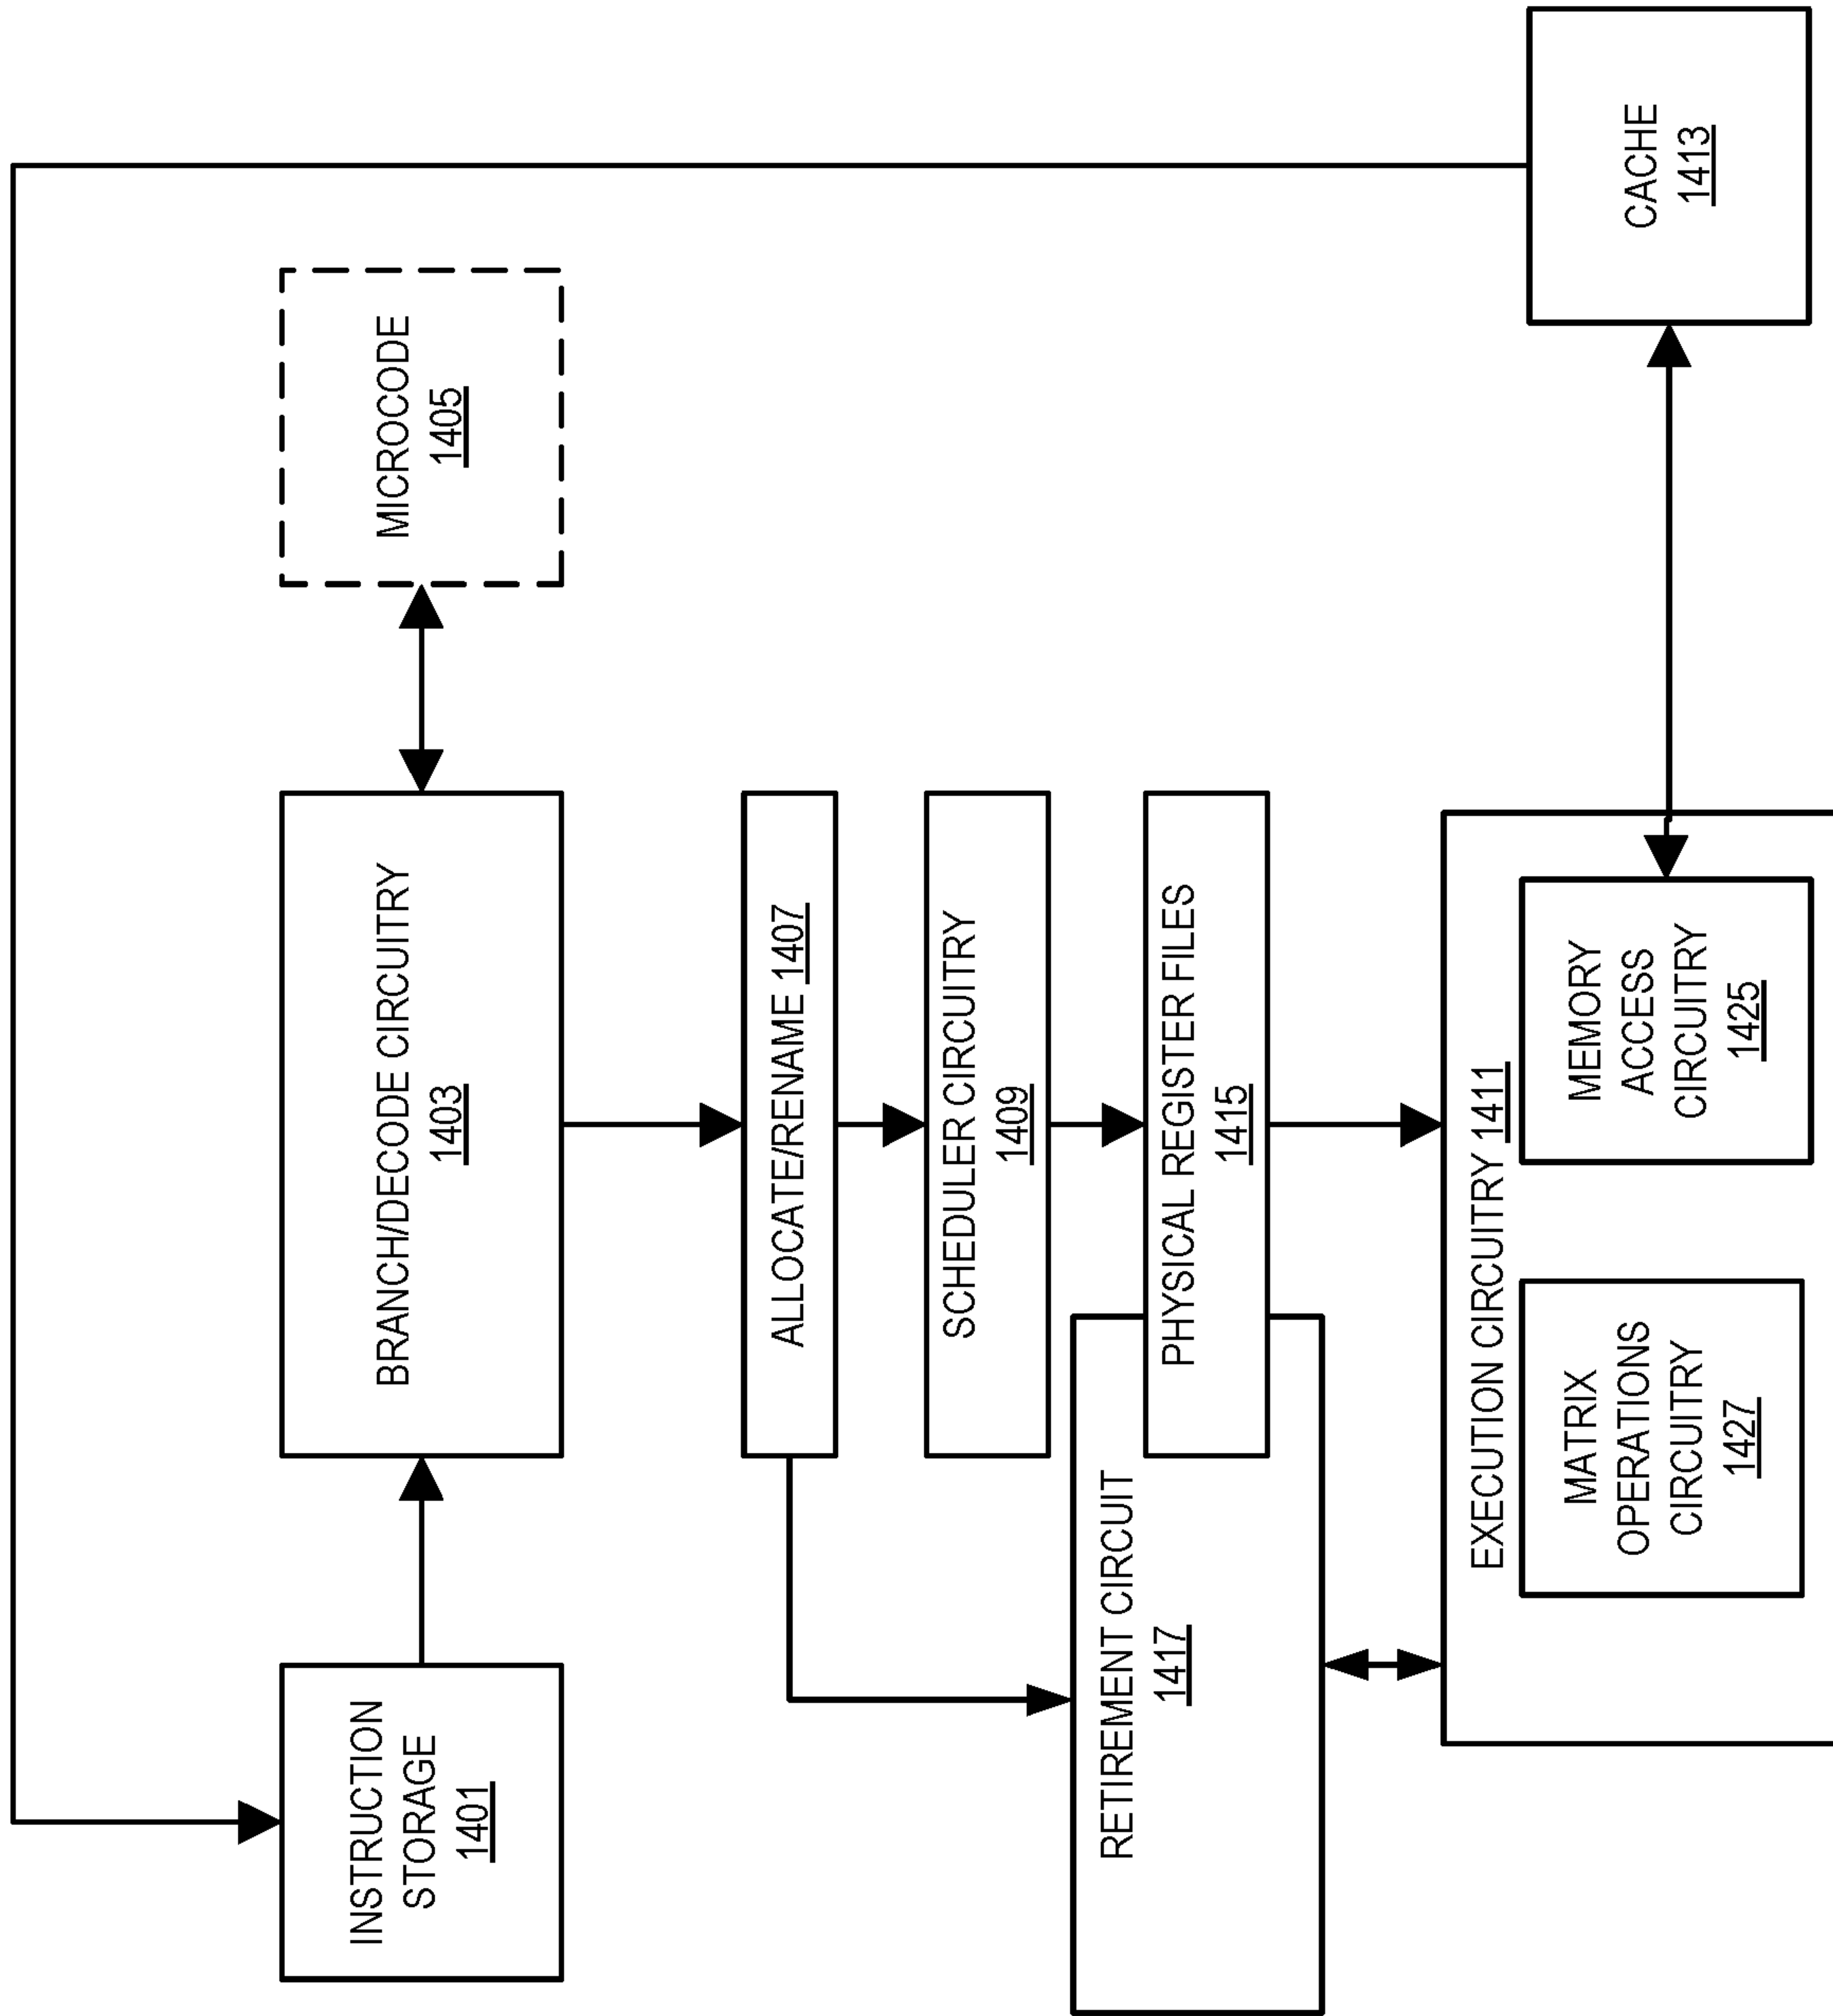 INSTRUCTION
STORAGE
1401
BRANCH/DECODE CIRCUITRY
1403
MICROCODE
1405
ALLOCATE/RENAME 1407
SCHEDULER CIRCUITRY
1409
RETIREMENT CIRCUIT
1417
PHYSICAL REGISTER FILES
1415
EXECUTION CIRCUITRY 1411
MATRIX
OPERATIONS
CIRCUITRY
1427
MEMORY
ACCESS
CIRCUITRY
1425
CACHE
1413